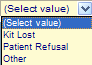 (Select value)
(Select value)
Kit Lost
Patient Refusal
Other